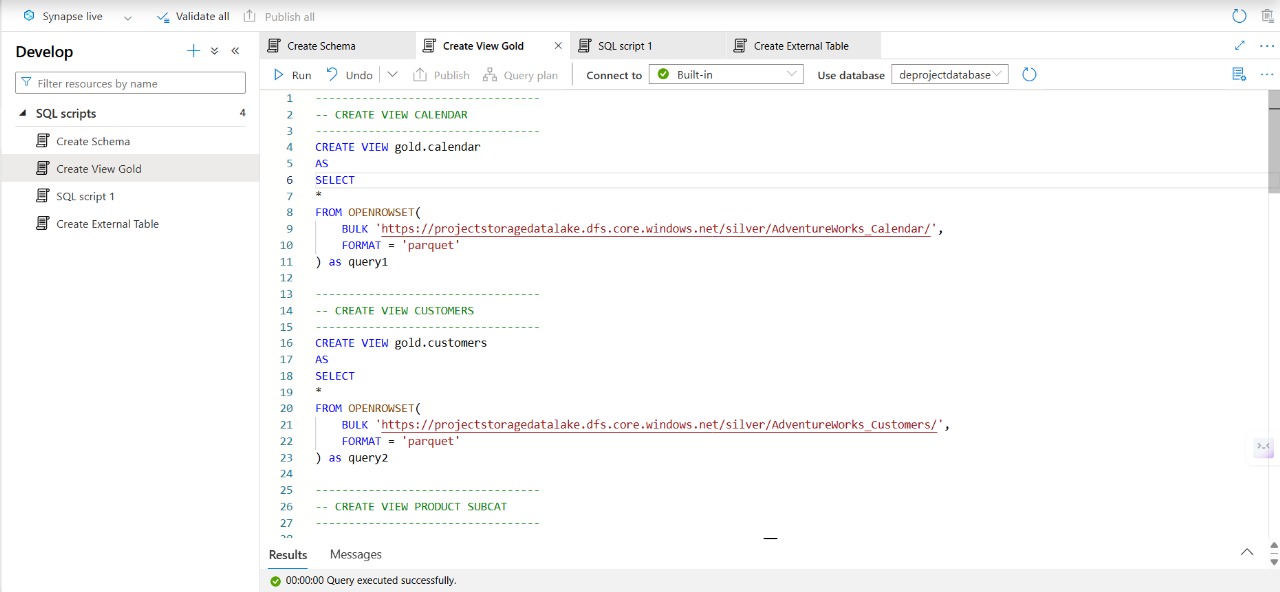 Synapse live Validate all Publish all
Develop
Filter resources by name
SQL scripts 4
Create Schema
Create View Gold
SQL script 1
Create External Table
Create Schema Create View Gold SQL script 1 Create External Table
Run Undo Publish Query plan Connect to Built-in Use database deprojectdatabase
1 ----------------------------------
2 -- CREATE VIEW CALENDAR
3 ----------------------------------
4 CREATE VIEW gold.calendar
5 AS
6 SELECT
7 *
8 FROM OPENROWSET(
9 BULK 'https://projectstoragedatalake.dfs.core.windows.net/silver/AdventureWorks_Calendar/',
10 FORMAT = 'parquet'
11 ) as query1
12
13 ----------------------------------
14 -- CREATE VIEW CUSTOMERS
15 ----------------------------------
16 CREATE VIEW gold.customers
17 AS
18 SELECT
19 *
20 FROM OPENROWSET(
21 BULK 'https://projectstoragedatalake.dfs.core.windows.net/silver/AdventureWorks_Customers/',
22 FORMAT = 'parquet'
23 ) as query2
24
25 ----------------------------------
26 -- CREATE VIEW PRODUCT SUBCAT
27 ----------------------------------
Results Messages
00:00:00 Query executed successfully.